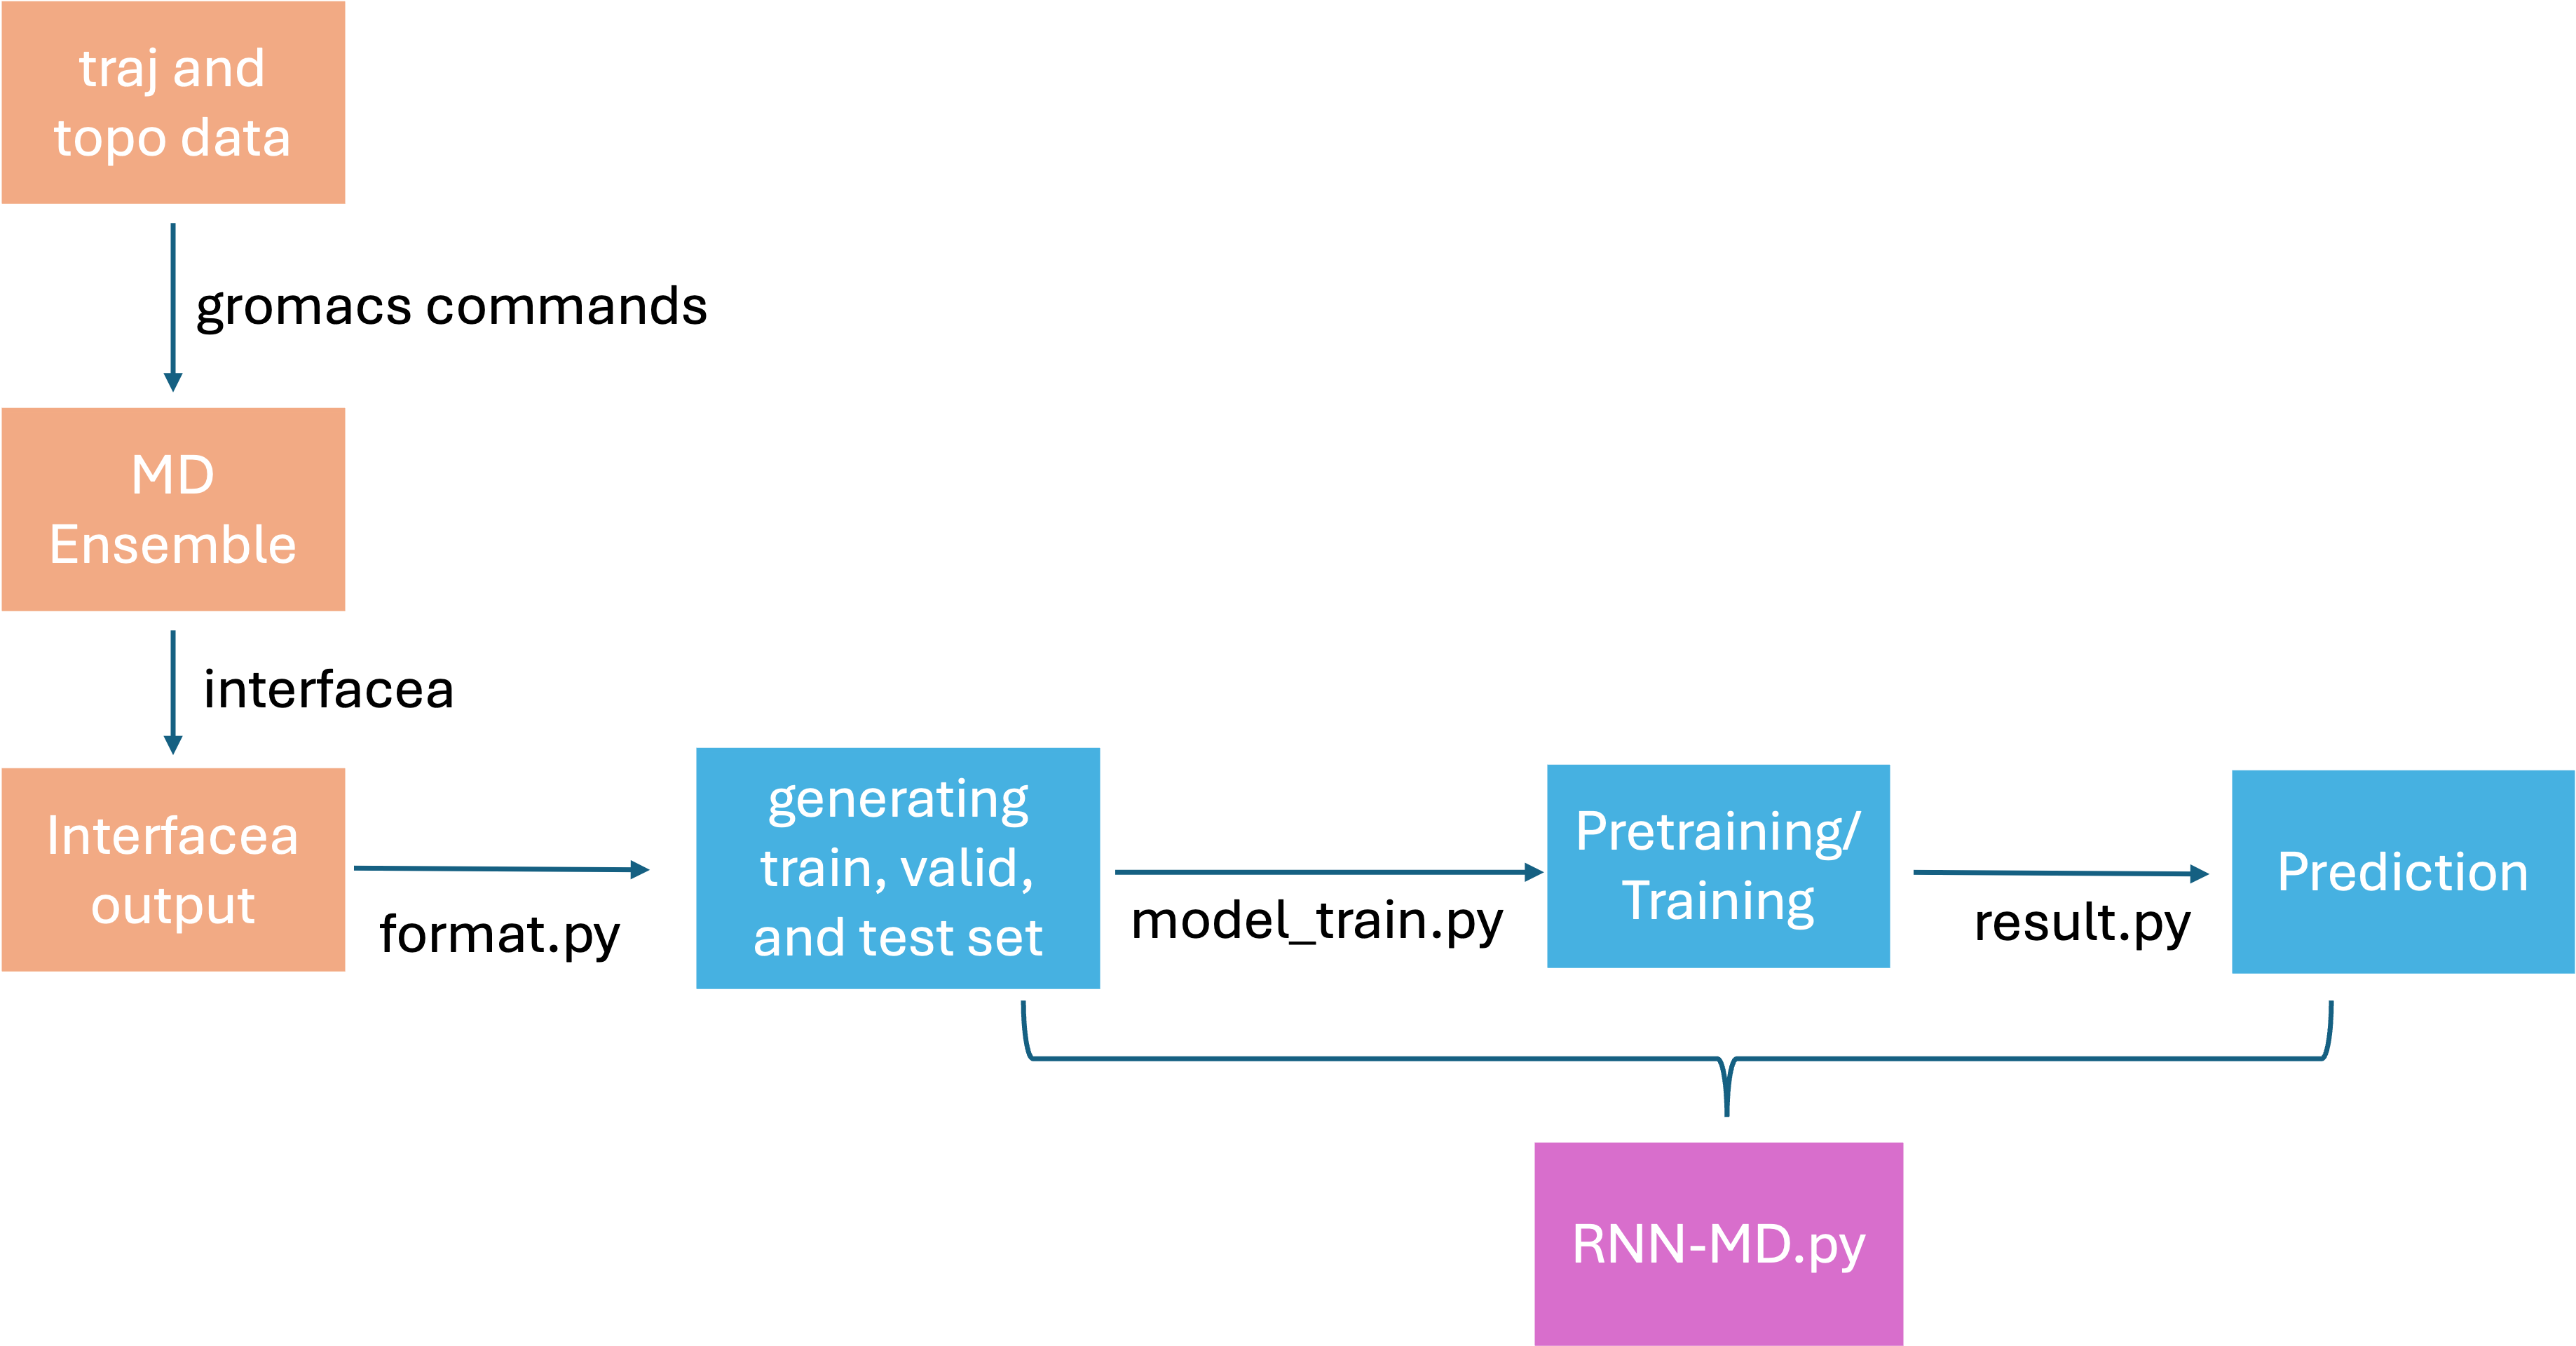 traj and
topo data
gromacs commands
MD
Ensemble
interfacea
Interfacea
output
format.py
generating
train, valid,
and test set
model_train.py
Pretraining/
Training
result.py
Prediction
RNN-MD.py